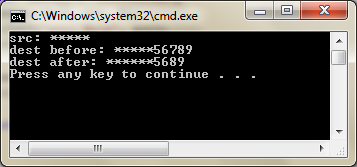 C:\Windows\system32\cmd.exe
src: *****
dest before: *****56789
dest after: ******5689
Press any key to continue . . .